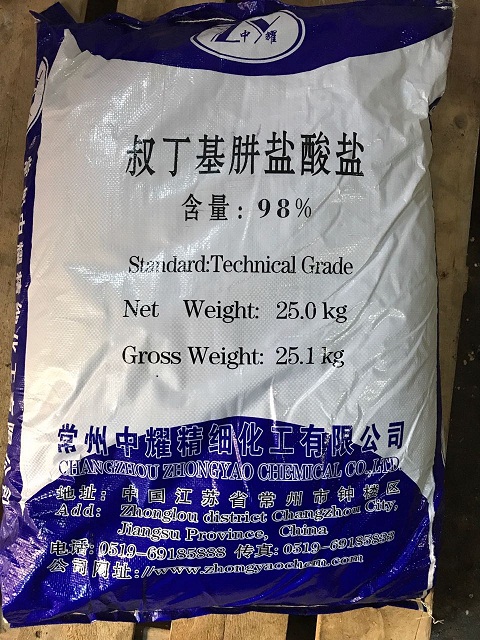 ZY 中耀
叔丁基肼盐酸盐
含量: 98%
Standard:Technical Grade
Net Weight: 25.0 kg
Gross Weight: 25.1 kg
常州中耀精细化工有限公司
CHANGZHOU ZHONGYAO CHEMICAL CO.,LTD.
地址: 中国江苏省常州市钟楼区
Add: Zhonglou district Changzhou City,
Jiangsu Province, China
电话: 0519-69185838 传真: 0519-69185833
公司网址://www.zhongyaochem.com